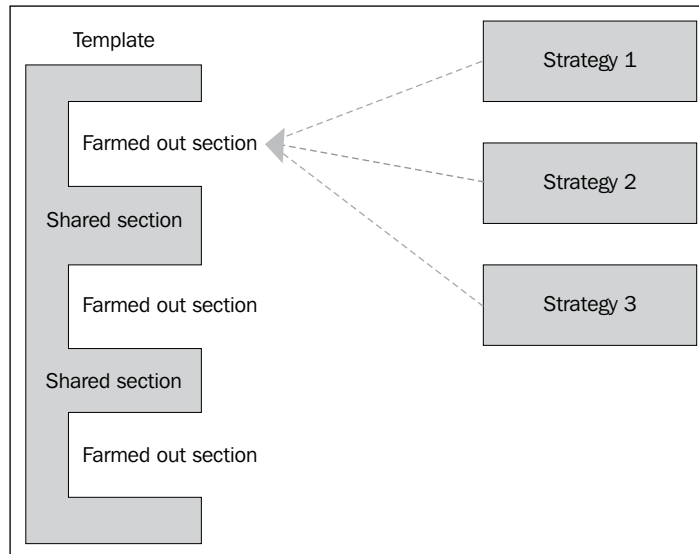 Template
Farmed out section
Shared section
Farmed out section
Shared section
Farmed out section
Strategy 1
Strategy 2
Strategy 3